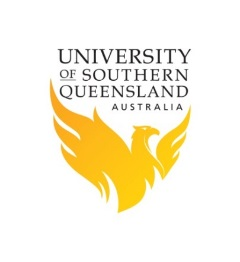 UNIVERSITY
OF SOUTHERN
QUEENSLAND
AUSTRALIA